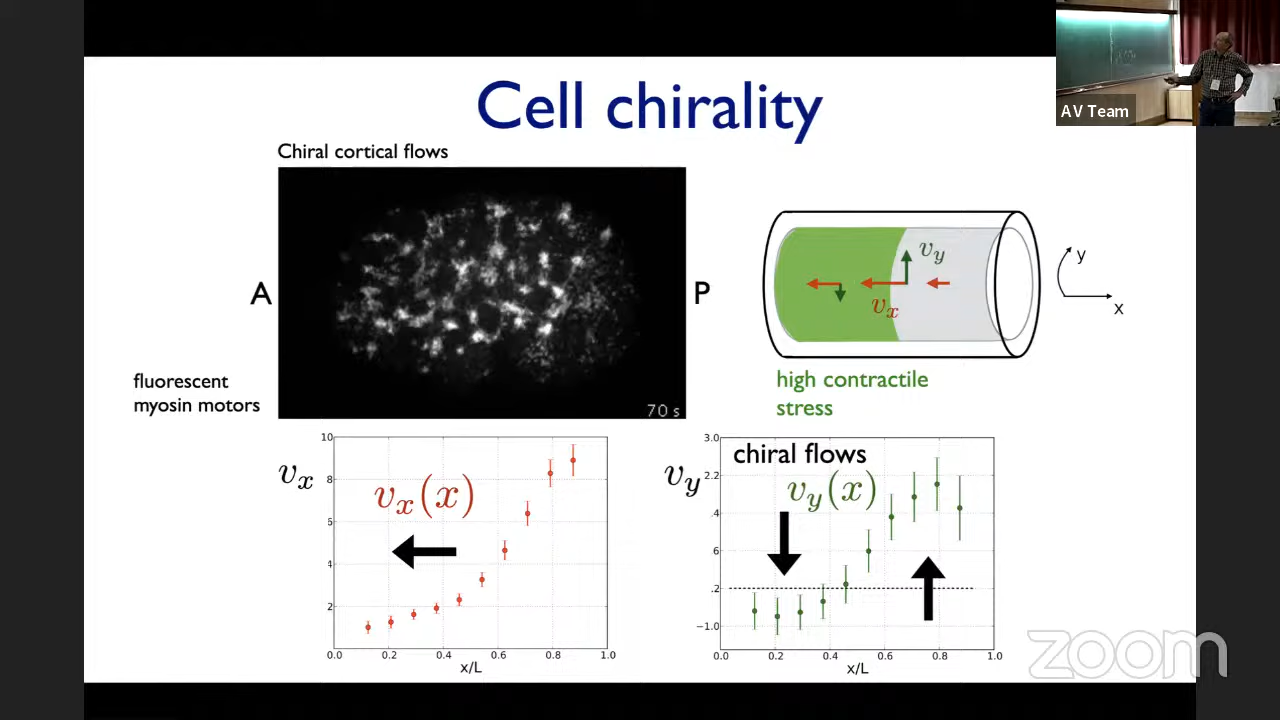 AV Team
Cell chirality
Chiral cortical flows
A
P
fluorescent
myosin motors
70 s
v_y
v_x
y
x
high contractile
stress
v_x
v_x(x)
10
8
6
4
2
0.0 0.2 0.4 0.6 0.8 1.0
x/L
v_y
chiral flows
v_y(x)
3.0
2.2
.4
6
.2
−1.0
0.0 0.2 0.4 0.6 0.8 1.0
x/L
zoom